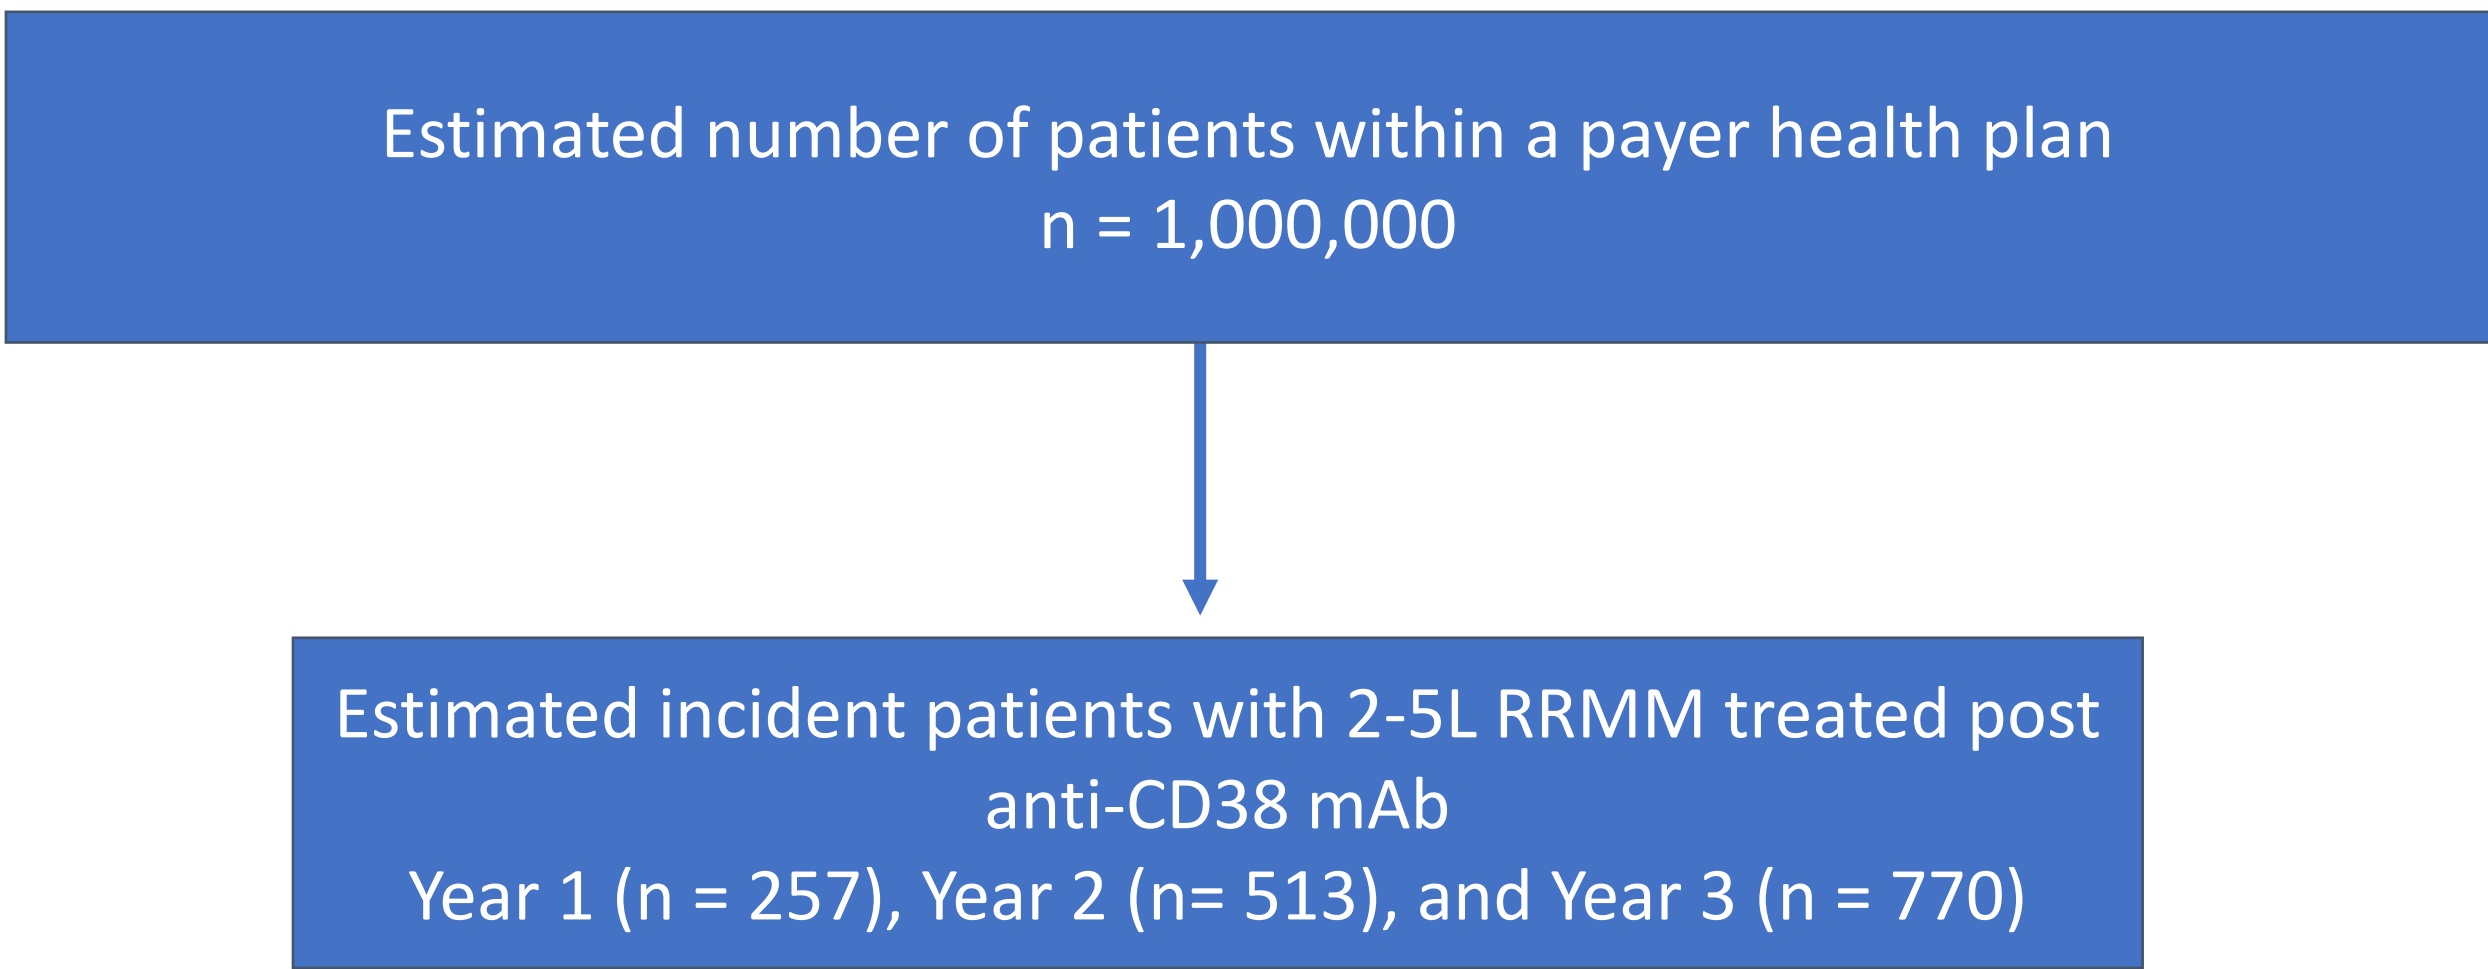 Estimated number of patients within a payer health plan
n = 1,000,000
Estimated incident patients with 2-5L RRMM treated post
anti-CD38 mAb
Year 1 (n = 257), Year 2 (n= 513), and Year 3 (n = 770)